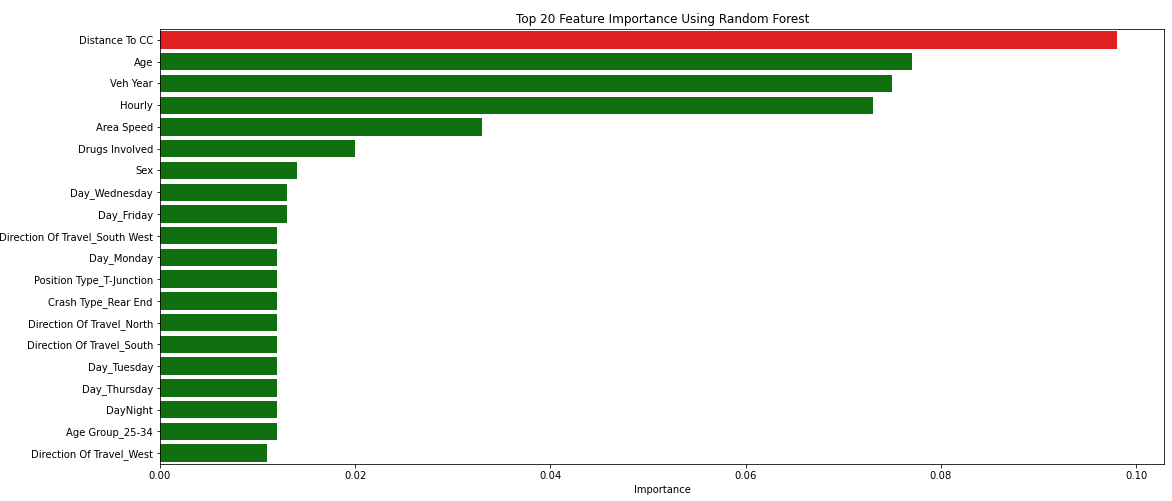 Top 20 Feature Importance Using Random Forest
Distance To CC
Age
Veh Year
Hourly
Area Speed
Drugs Involved
Sex
Day_Wednesday
Day_Friday
Direction Of Travel_South West
Day_Monday
Position Type_T-Junction
Crash Type_Rear End
Direction Of Travel_North
Direction Of Travel_South
Day_Tuesday
Day_Thursday
DayNight
Age Group_25-34
Direction Of Travel_West
0.00 0.02 0.04 0.06 0.08 0.10
Importance